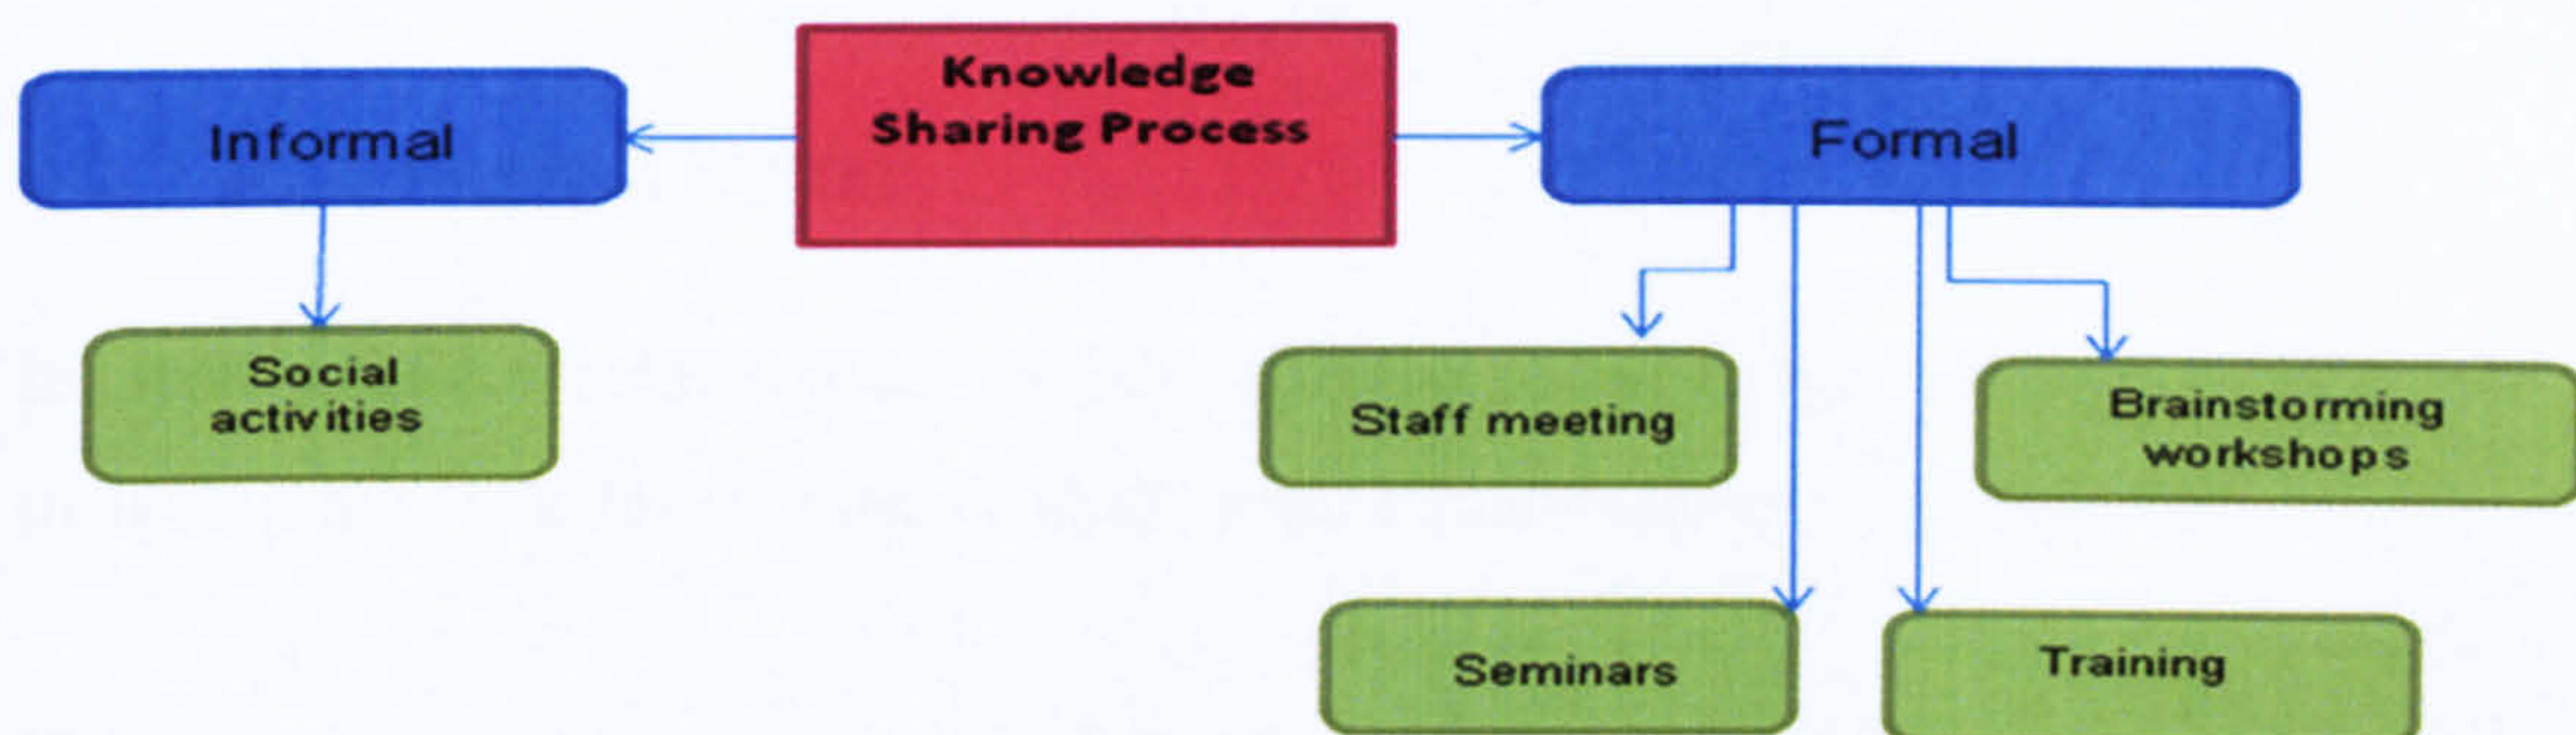 Knowledge
Sharing Process
Informal
Formal
Social
activities
Staff meeting
Brainstorming
workshops
Seminars
Training